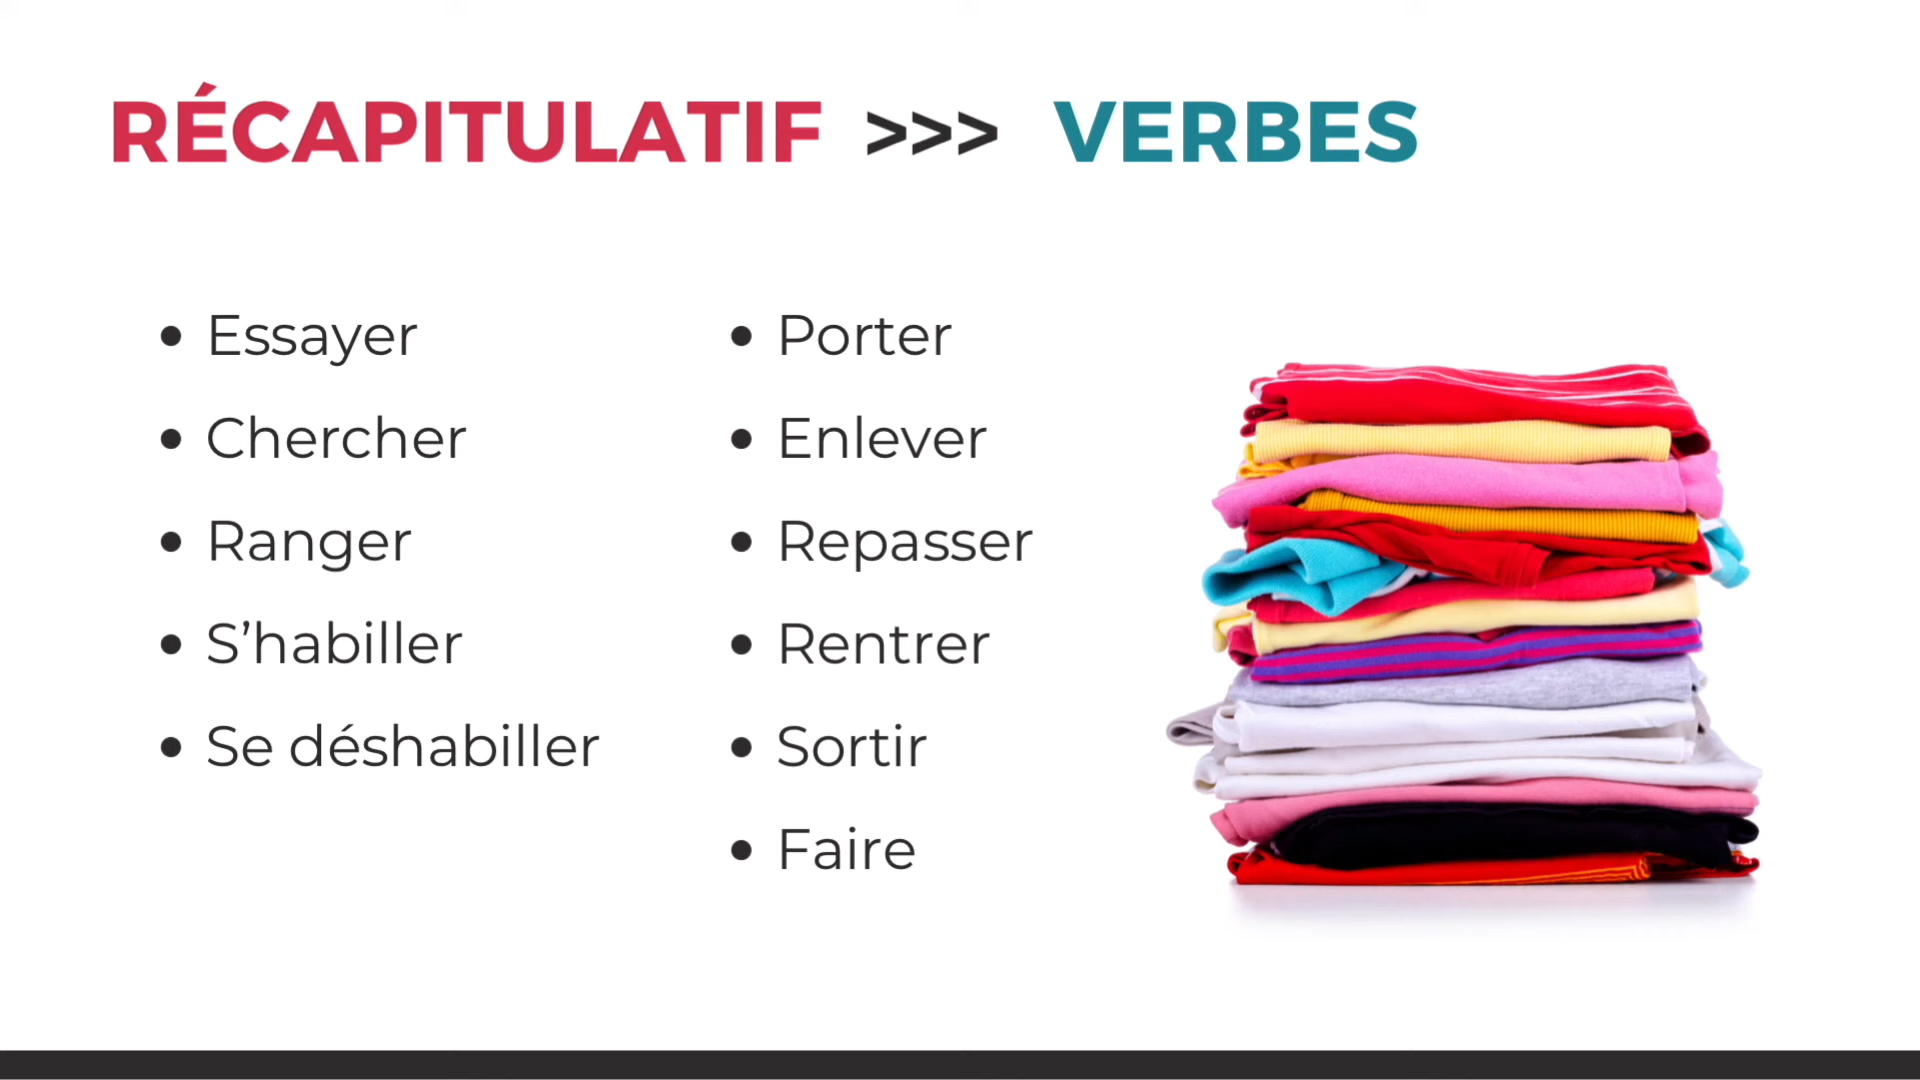 RÉCAPITULATIF >>> VERBES
• Essayer
• Chercher
• Ranger
• S’habiller
• Se déshabiller
• Porter
• Enlever
• Repasser
• Rentrer
• Sortir
• Faire